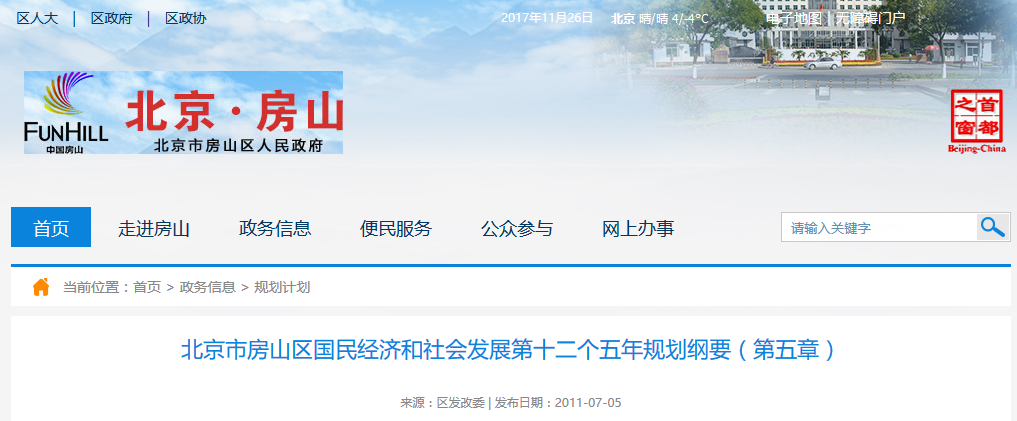 区人大 | 区政府 | 区政协
2017年11月26日 北京 晴/晴 4/-4°C 电子地图 | 无障碍门户
FUNHILL
中国房山
北京·房山
北京市房山区人民政府
首都之窗
Beijing-China
首页 走进房山 政务信息 便民服务 公众参与 网上办事 请输入关键字
当前位置：首页 > 政务信息 > 规划计划
北京市房山区国民经济和社会发展第十二个五年规划纲要（第五章）
来源：区发改委 | 发布日期：2011-07-05